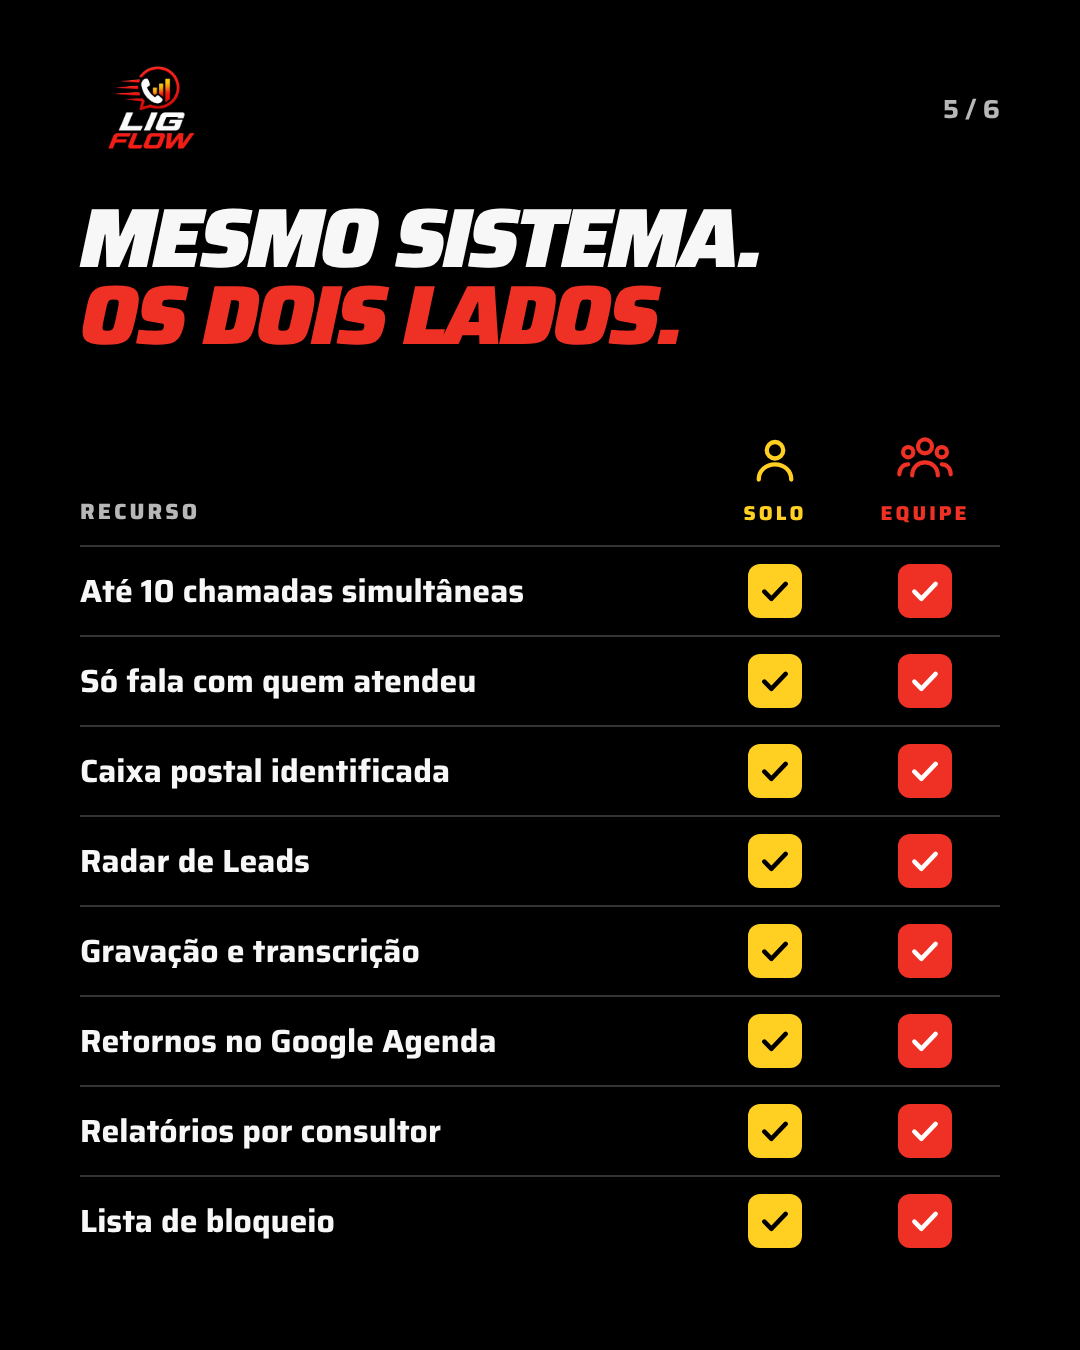 LIG
FLOW
5 / 6
MESMO SISTEMA.
OS DOIS LADOS.
RECURSO
SOLO
EQUIPE
Até 10 chamadas simultâneas
Só fala com quem atendeu
Caixa postal identificada
Radar de Leads
Gravação e transcrição
Retornos no Google Agenda
Relatórios por consultor
Lista de bloqueio